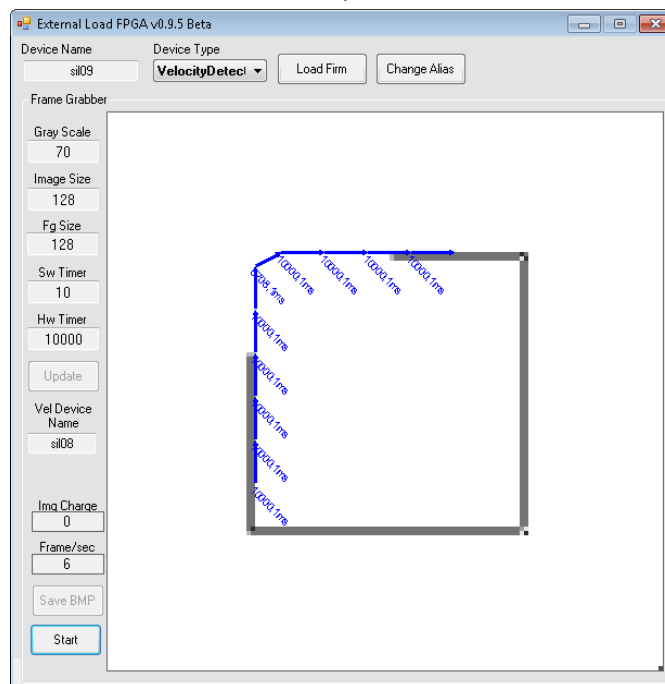 External Load FPGA v0.9.5 Beta
Device Name
Device Type
sil09
VelocityDetect
Load Firm
Change Alias
Frame Grabber
Gray Scale
70
Image Size
128
Fg Size
128
Sw Timer
10
Hw Timer
10000
Update
Vel Device
Name
sil08
Img Charge
0
Frame/sec
6
Save BMP
Start
10000,1ms
10000,1ms
10000,1ms
10000,1ms
10000,1ms
10000,1ms
10000,1ms
10000,1ms
10000,1ms